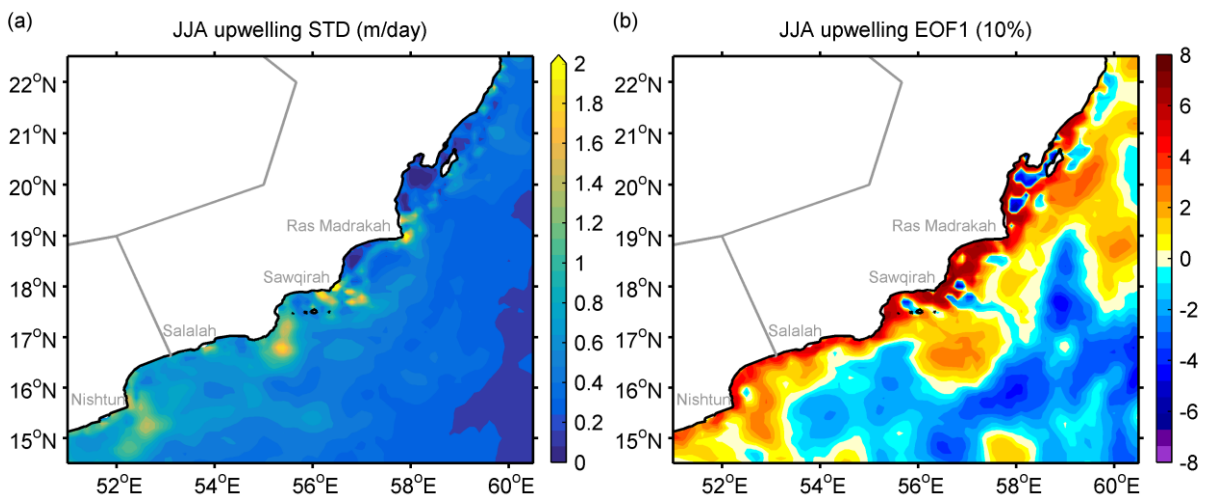 (a)
JJA upwelling STD (m/day)
22°N
21°N
20°N
19°N
18°N
17°N
16°N
15°N
52°E 54°E 56°E 58°E 60°E
Ras Madrakah
Sawqirah
Salalah
Nishtun
2
1.8
1.6
1.4
1.2
1
0.8
0.6
0.4
0.2
0
(b)
JJA upwelling EOF1 (10%)
22°N
21°N
20°N
19°N
18°N
17°N
16°N
15°N
52°E 54°E 56°E 58°E 60°E
Ras Madrakah
Sawqirah
Salalah
Nishtun
8
6
4
2
0
-2
-4
-6
-8